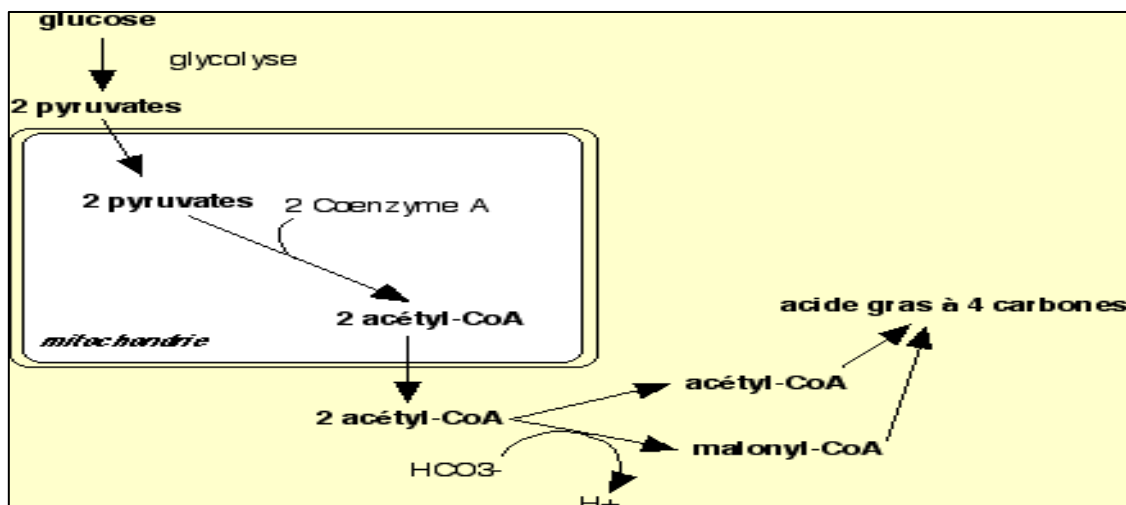 glucose
glycolyse
2 pyruvates
2 pyruvates
2 Coenzyme A
2 acétyl-CoA
mitochondrie
acide gras à 4 carbones
acétyl-CoA
2 acétyl-CoA
malonyl-CoA
HCO3-
H+